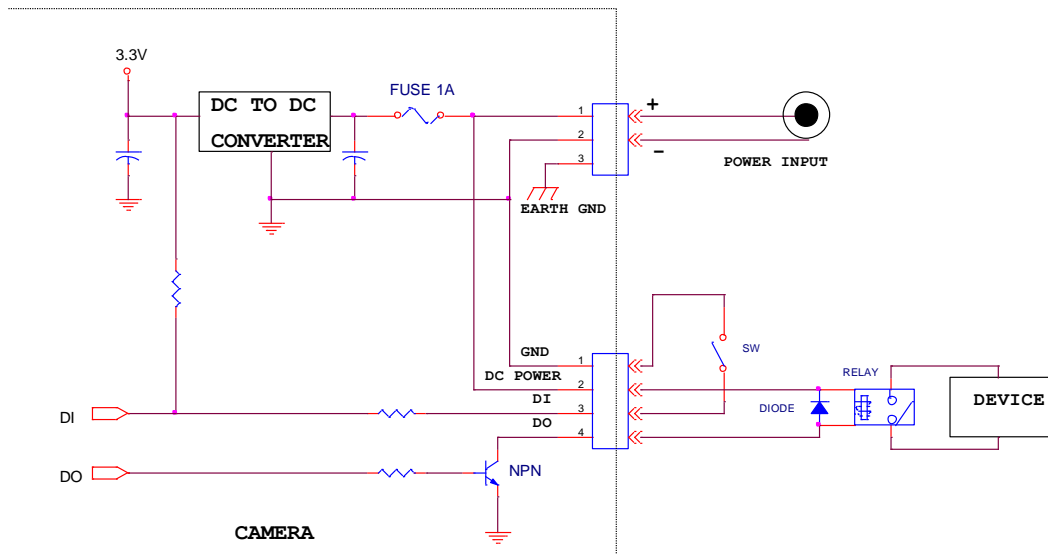 3.3V
FUSE 1A
DC TO DC
CONVERTER
1
2
3
+
-
POWER INPUT
EARTH GND
GND
DC POWER
DI
DO
1
2
3
4
SW
RELAY
DIODE
DEVICE
DI
DO
NPN
CAMERA